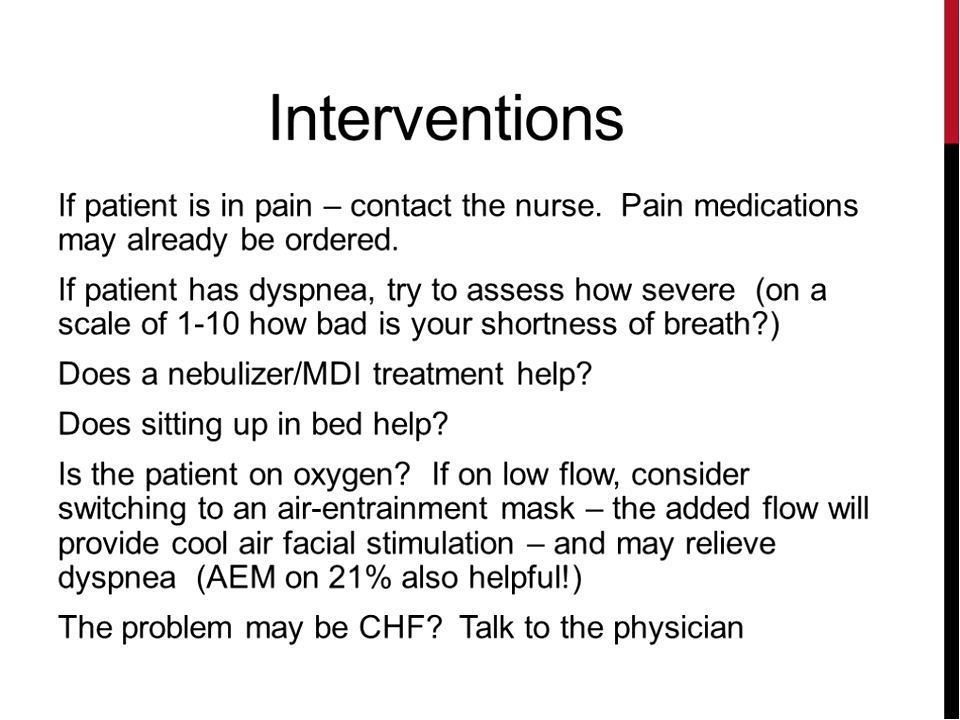 Interventions
If patient is in pain – contact the nurse.  Pain medications
may already be ordered.
If patient has dyspnea, try to assess how severe  (on a
scale of 1-10 how bad is your shortness of breath?)
Does a nebulizer/MDI treatment help?
Does sitting up in bed help?
Is the patient on oxygen?  If on low flow, consider
switching to an air-entrainment mask – the added flow will
provide cool air facial stimulation – and may relieve
dyspnea  (AEM on 21% also helpful!)
The problem may be CHF?  Talk to the physician